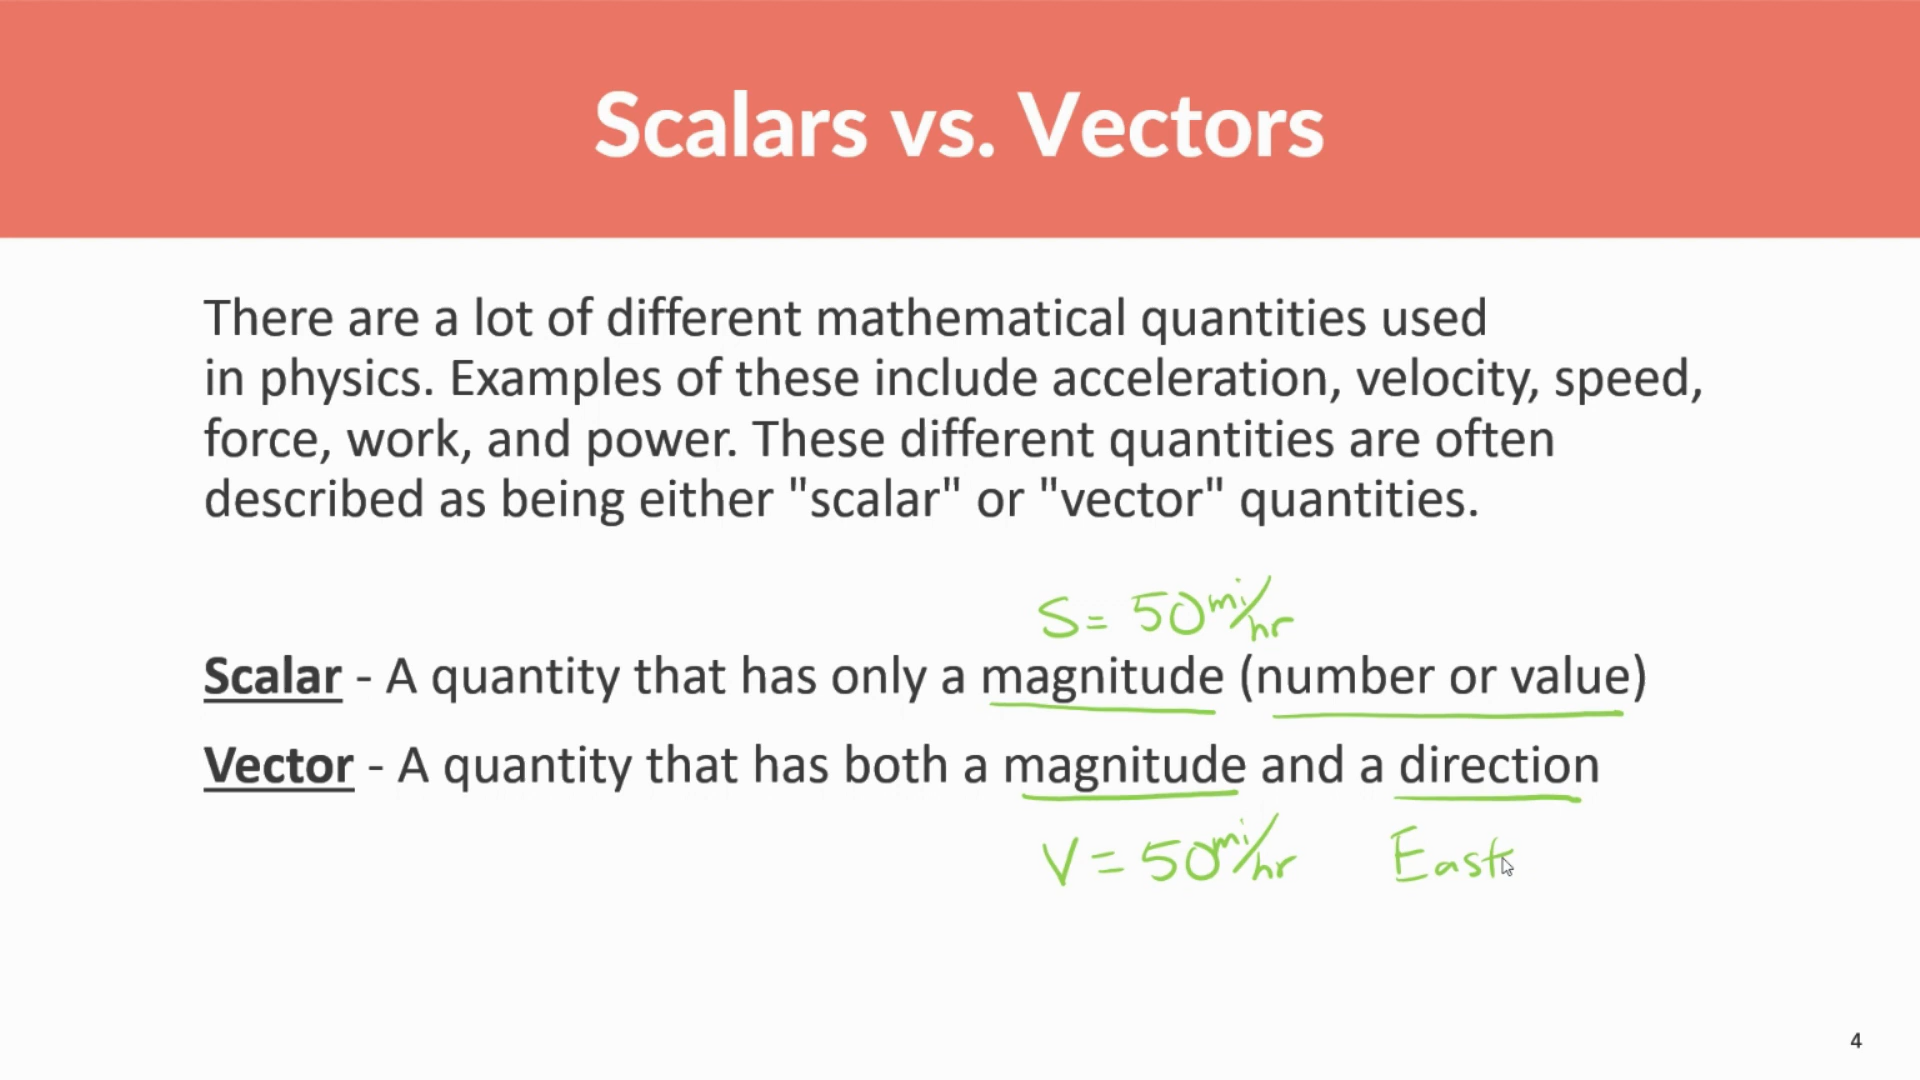 Scalars vs. Vectors
There are a lot of different mathematical quantities used
in physics. Examples of these include acceleration, velocity, speed,
force, work, and power. These different quantities are often
described as being either "scalar" or "vector" quantities.
S = 50 mi/hr
Scalar - A quantity that has only a magnitude (number or value)
Vector - A quantity that has both a magnitude and a direction
V = 50 mi/hr East
4